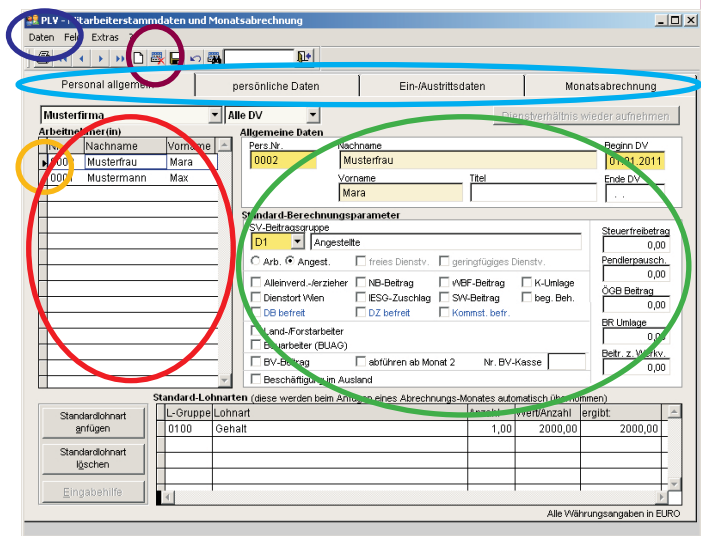 PLV - Mitarbeiterstammdaten und Monatsabrechnung
Daten Feld Extras ?
Personal allgemein persönliche Daten Ein-/Austrittsdaten Monatsabrechnung
Musterfirma Alle DV Dienstverhältnis wieder aufnehmen
Arbeitnehmer(in) Allgemeine Daten
Nr. Nachname Vorname Pers.Nr. Nachname Beginn DV
0002 Musterfrau Mara 0002 Musterfrau 01.01.2011
0001 Mustermann Max Vorname Titel Ende DV
Mara . .
Standard-Berechnungsparameter
SV-Beitragsgruppe Steuerfreibetrag
D1 Angestellte 0,00
Arb. Angest. freies Dienstv. geringfügiges Dienstv. Pendlerpausch.
0,00
Alleinverd.-/erzieher NB-Beitrag WBF-Beitrag K-Umlage ÖGB Beitrag
Dienstort Wien IESG-Zuschlag SW-Beitrag beg. Beh. 0,00
DB befreit DZ befreit Kommst. befr.
Land-/Forstarbeiter BR Umlage
Bauarbeiter (BUAG) 0,00
BV-Beitrag abführen ab Monat 2 Nr. BV-Kasse Beitr. z. Werkv.
0,00
Beschäftigung im Ausland
Standard-Lohnarten (diese werden beim Anfügen eines Abrechnungs-Monates automatisch übernommen)
Standardlohnart anfügen L-Gruppe Lohnart Anzahl Wert/Anzahl ergibt:
0100 Gehalt 1,00 2000,00 2000,00
Standardlohnart löschen
Eingabehilfe
Alle Währungsangaben in EURO